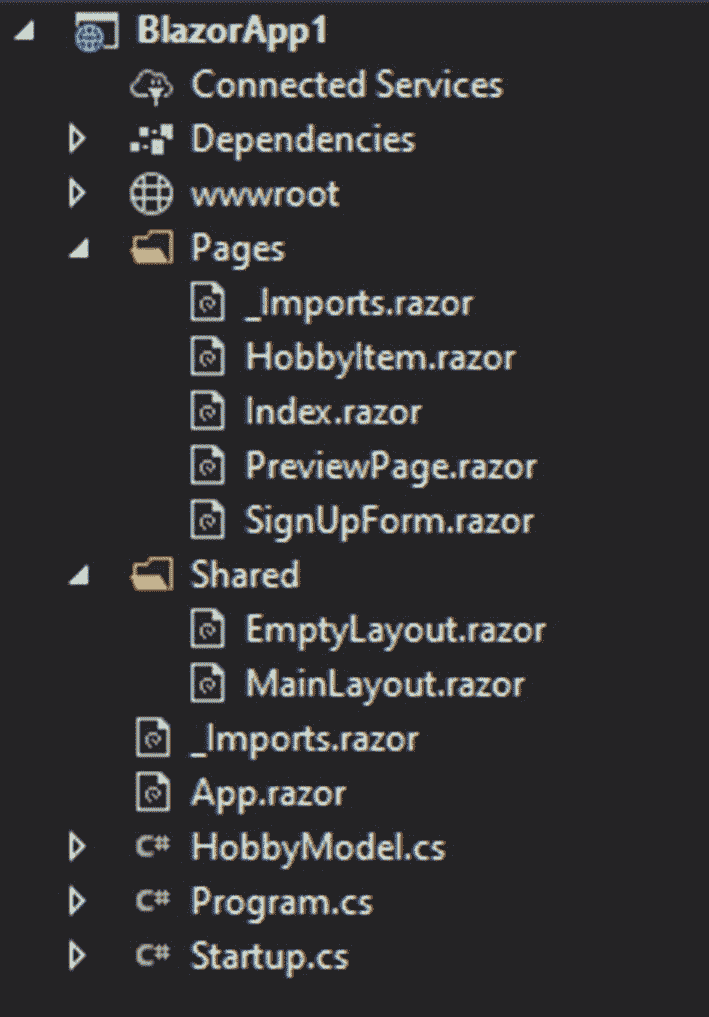 BlazorApp1
Connected Services
Dependencies
wwwroot
Pages
_Imports.razor
HobbyItem.razor
Index.razor
PreviewPage.razor
SignUpForm.razor
Shared
EmptyLayout.razor
MainLayout.razor
_Imports.razor
App.razor
C# HobbyModel.cs
C# Program.cs
C# Startup.cs